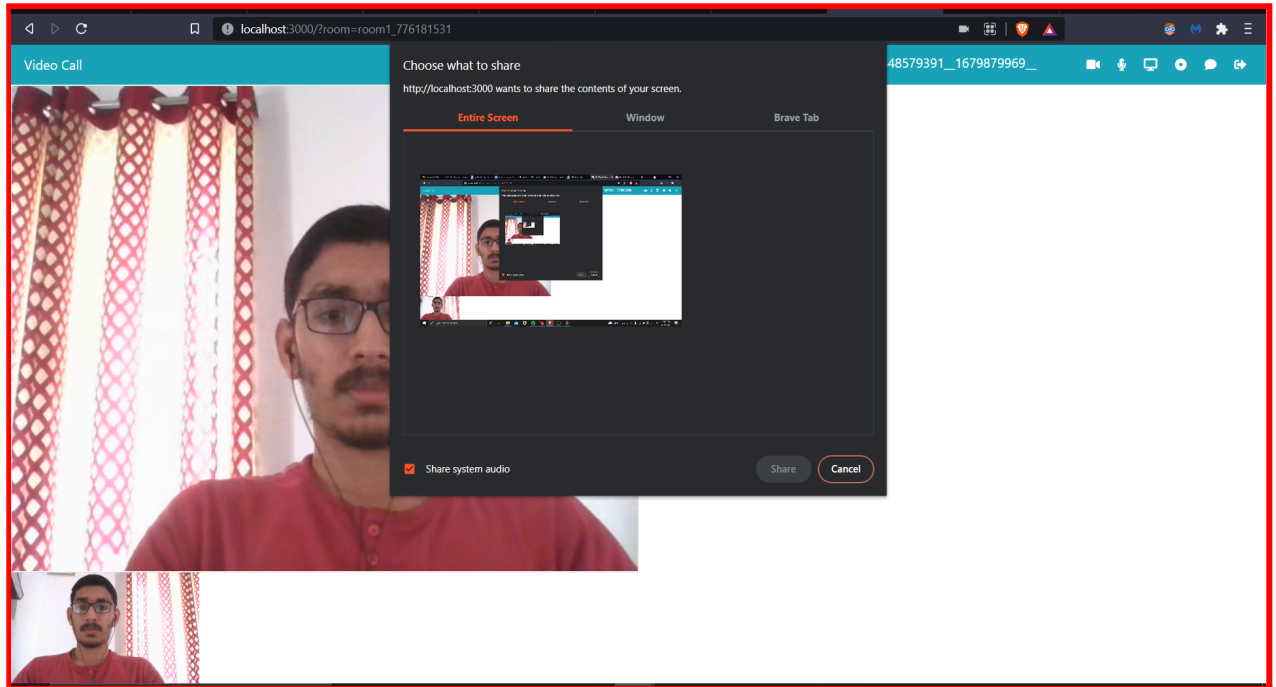 localhost:3000/?room=room1_776181531
Video Call
48579391__1679879969__
Choose what to share
http://localhost:3000 wants to share the contents of your screen.
Entire Screen Window Brave Tab
Share system audio
Share Cancel